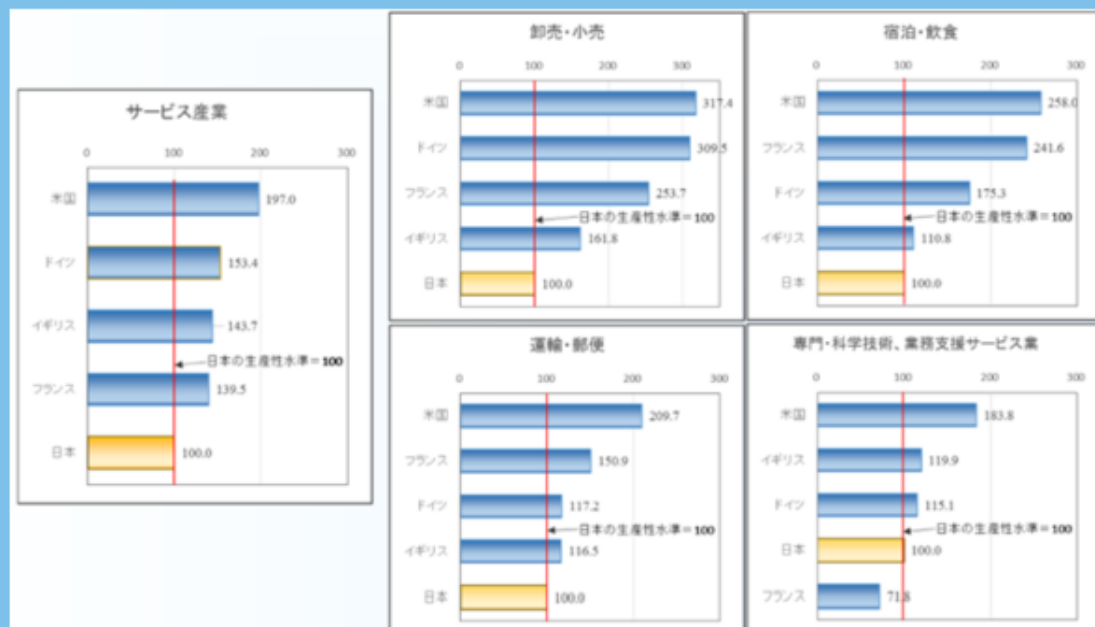 サービス産業
0 100 200 300
米国 197.0
ドイツ 153.4
イギリス 143.7
日本の生産性水準=100
フランス 139.5
日本 100.0
卸売・小売
0 100 200 300
米国 317.4
ドイツ 309.5
フランス 253.7
日本の生産性水準=100
イギリス 161.8
日本 100.0
宿泊・飲食
0 100 200 300
米国 258.0
フランス 241.6
ドイツ 175.3
日本の生産性水準=100
イギリス 110.8
日本 100.0
運輸・郵便
0 100 200 300
米国 209.7
フランス 150.9
ドイツ 117.2
日本の生産性水準=100
イギリス 116.5
日本 100.0
専門・科学技術、業務支援サービス業
0 100 200 300
米国 183.8
イギリス 119.9
ドイツ 115.1
日本の生産性水準=100
日本 100.0
フランス 71.8